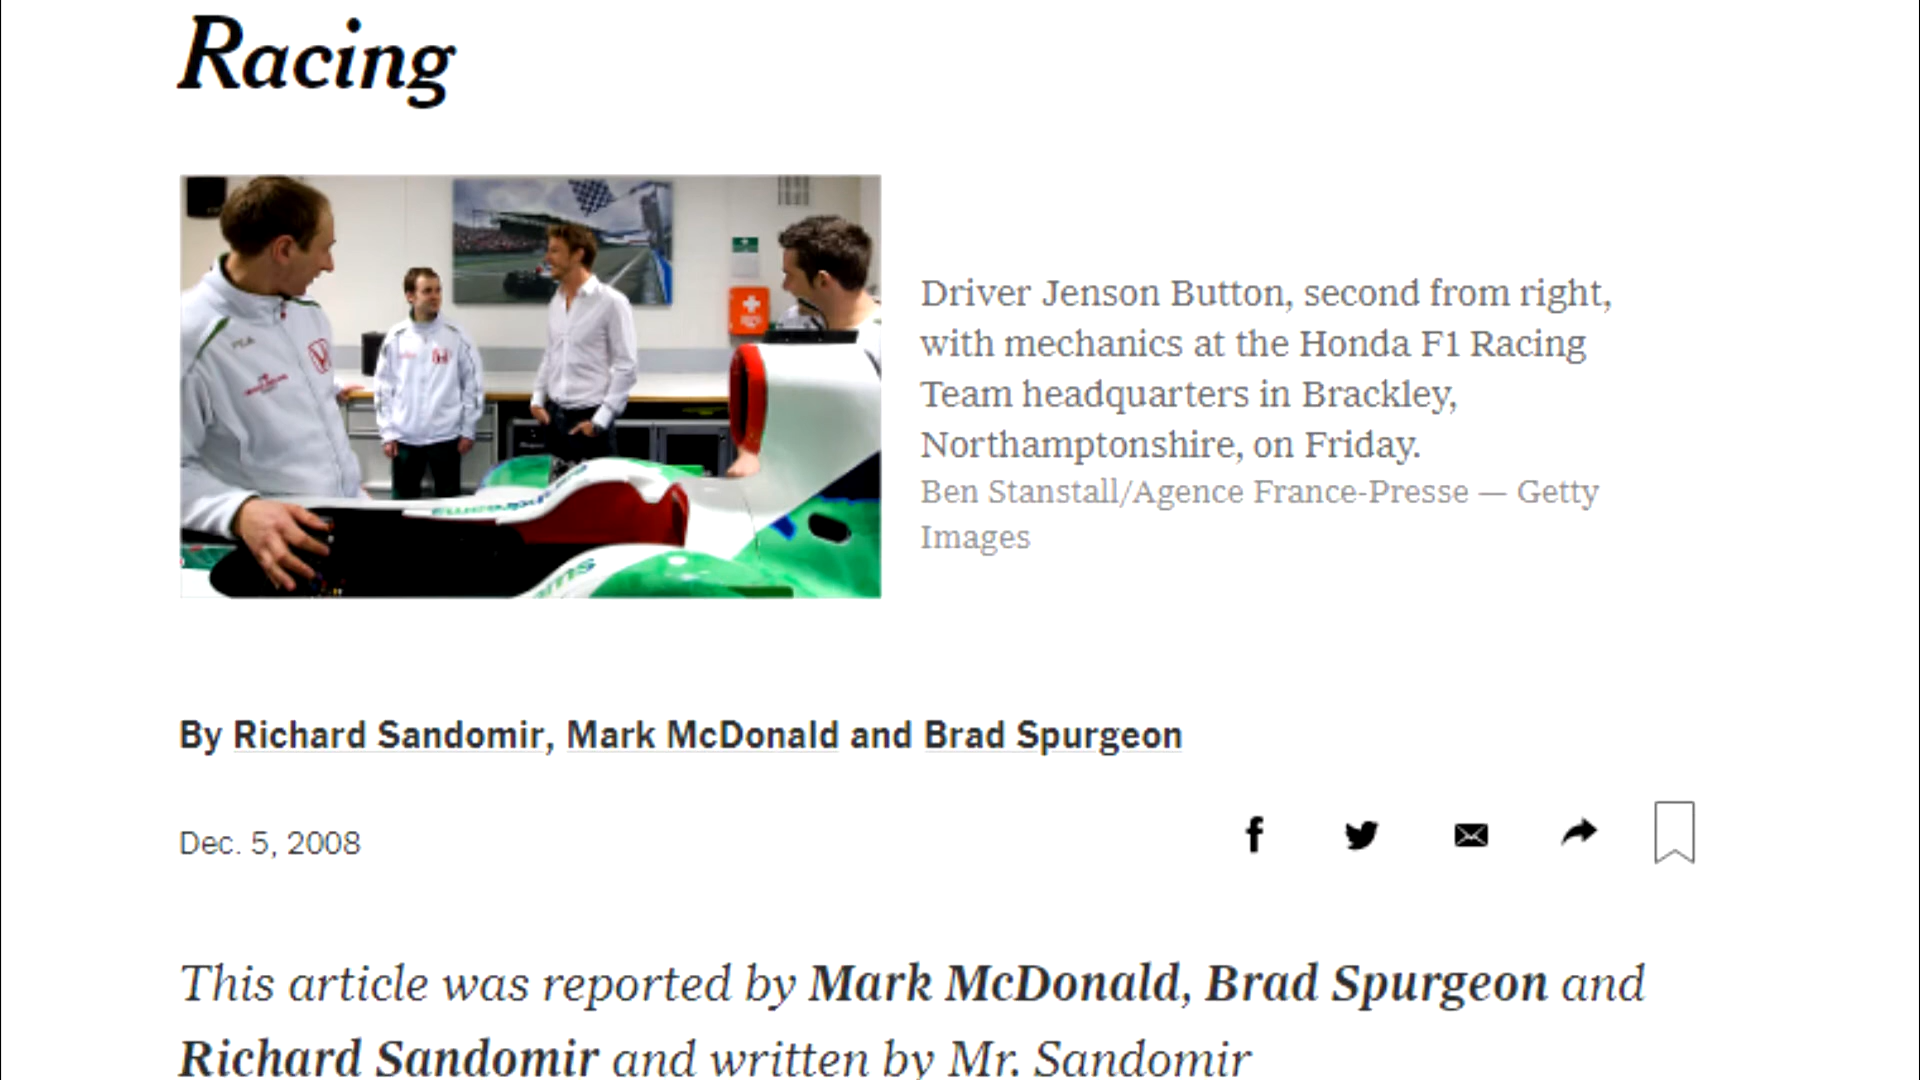 Racing
Driver Jenson Button, second from right,
with mechanics at the Honda F1 Racing
Team headquarters in Brackley,
Northamptonshire, on Friday.
Ben Stanstall/Agence France-Presse — Getty
Images
By Richard Sandomir, Mark McDonald and Brad Spurgeon
Dec. 5, 2008
This article was reported by Mark McDonald, Brad Spurgeon and
Richard Sandomir and written by Mr. Sandomir